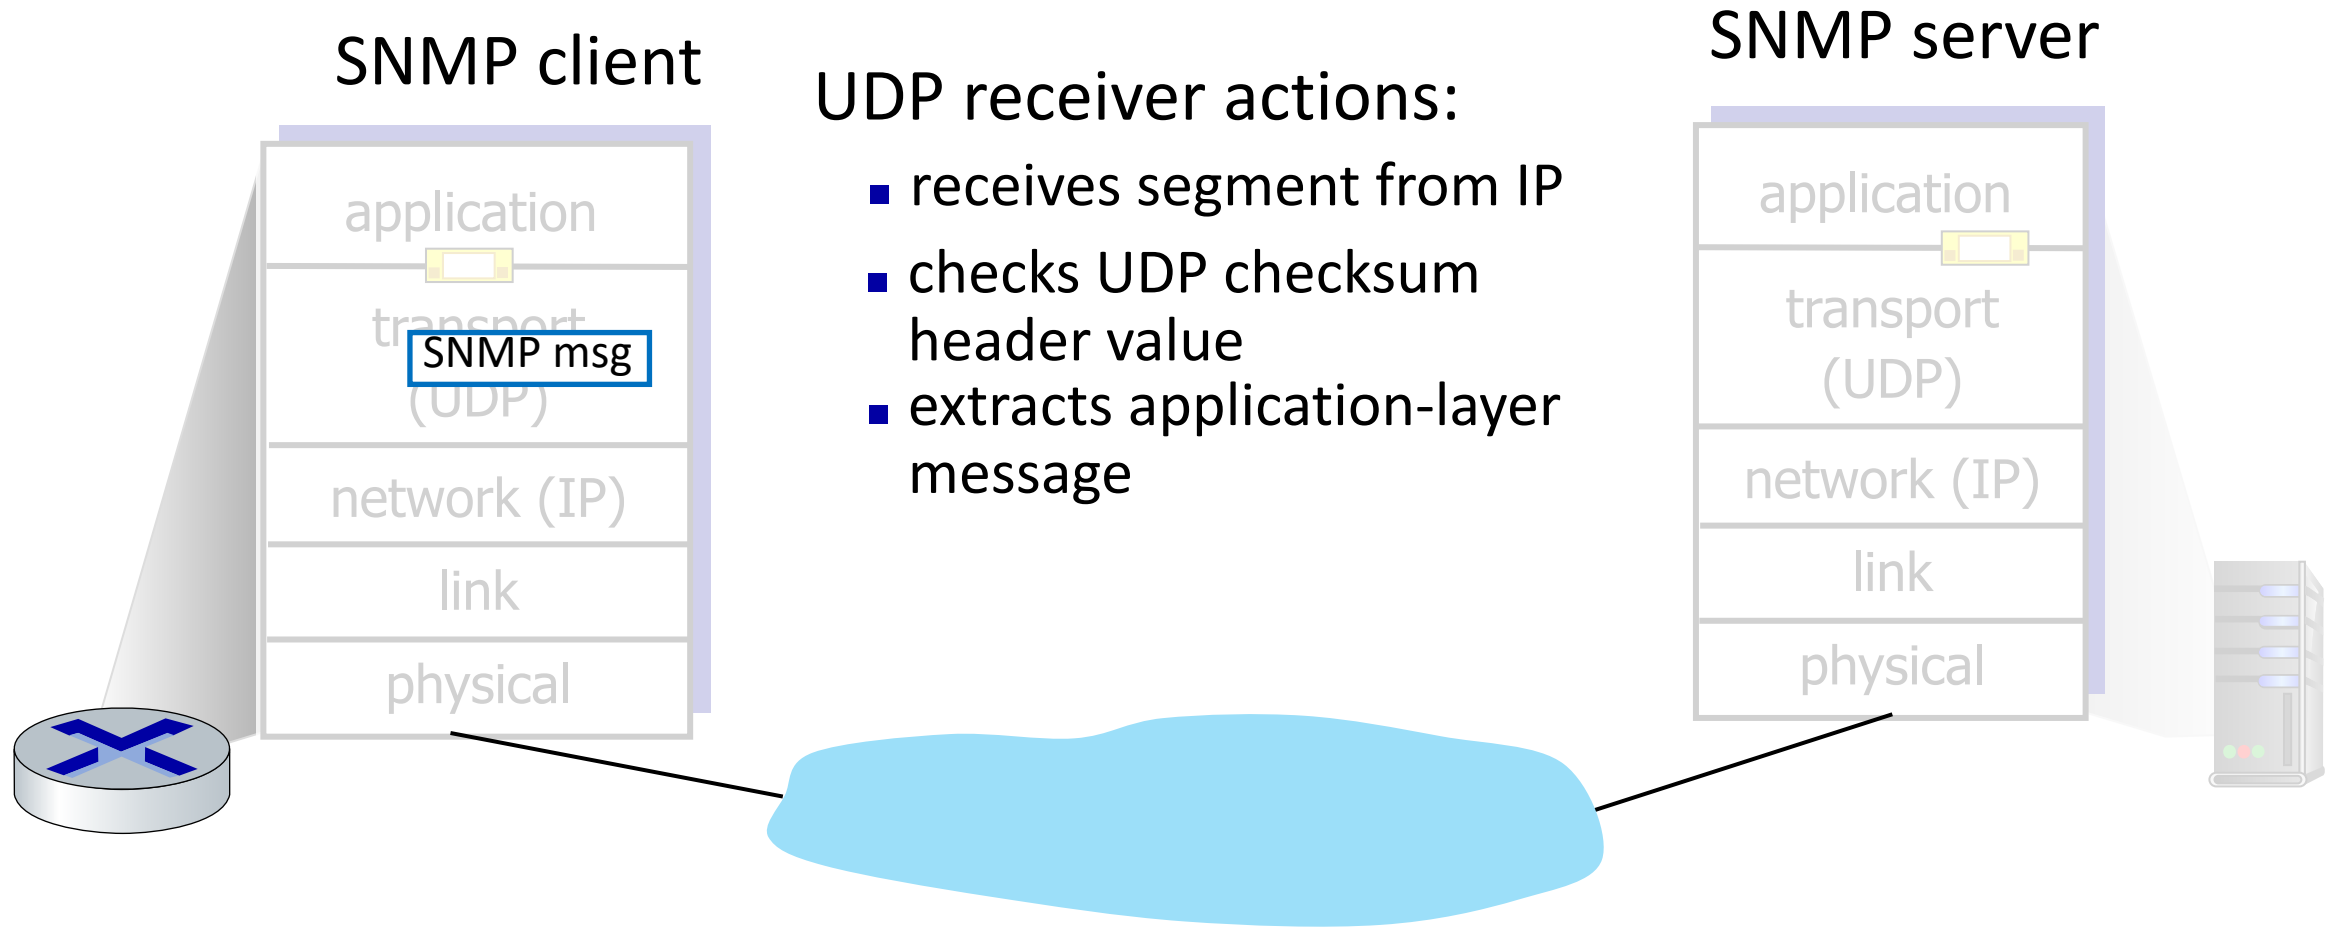 SNMP client
application
transport
SNMP msg
(UDP)
network (IP)
link
physical
UDP receiver actions:
receives segment from IP
checks UDP checksum
header value
extracts application-layer
message
SNMP server
application
transport
(UDP)
network (IP)
link
physical